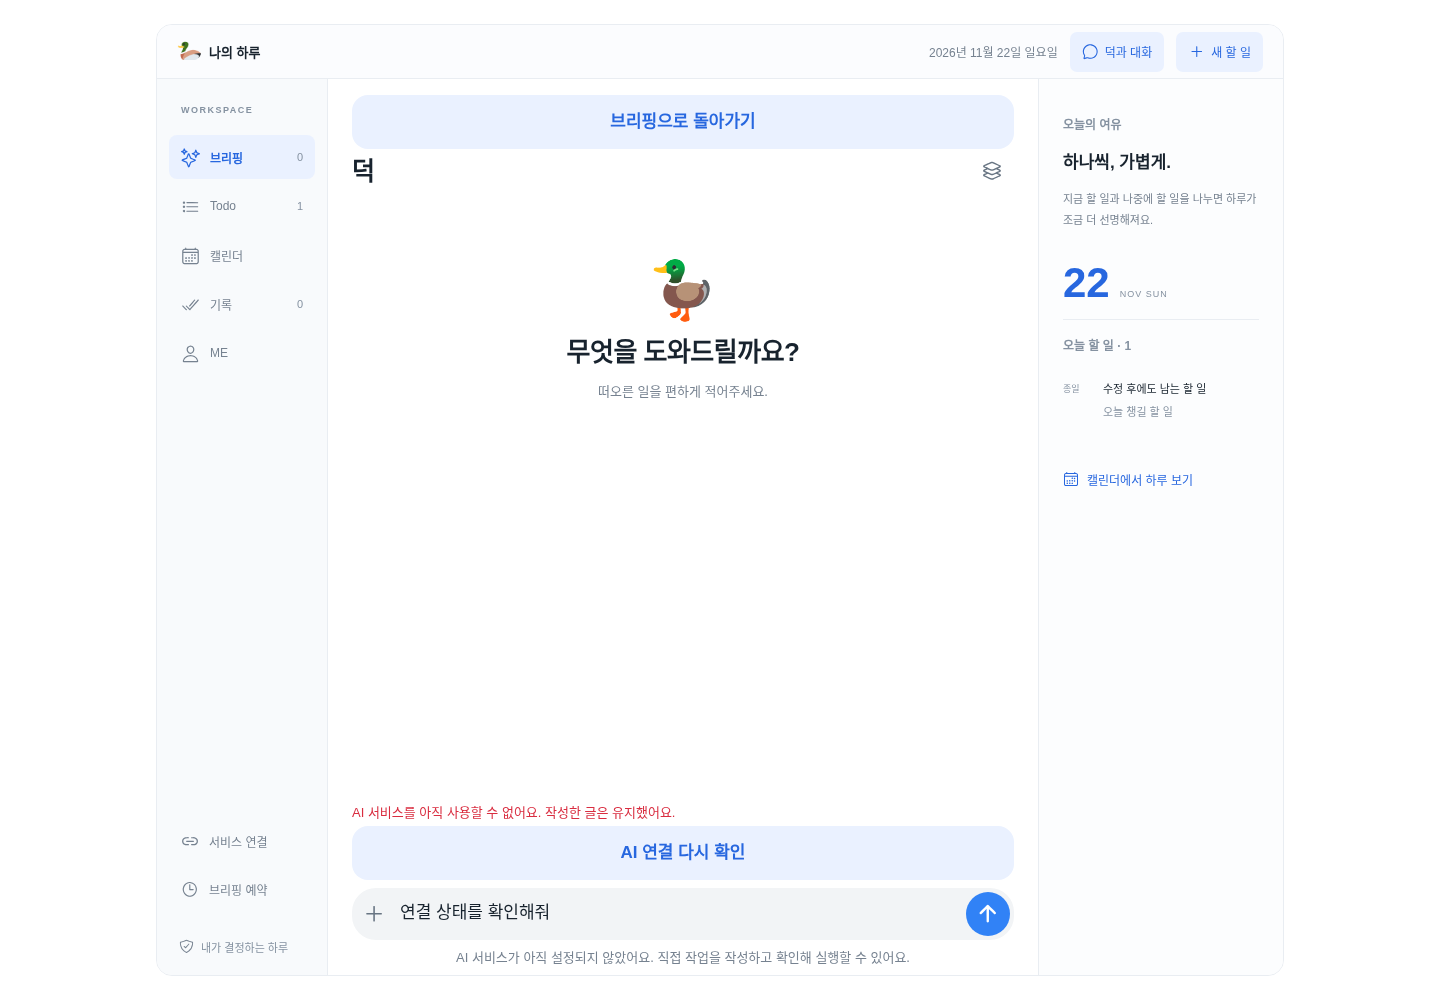 나의 하루
2026년 11월 22일 일요일
덕과 대화
새 할 일
WORKSPACE
브리핑 0
Todo 1
캘린더
기록 0
ME
서비스 연결
브리핑 예약
내가 결정하는 하루
브리핑으로 돌아가기
덕
무엇을 도와드릴까요?
떠오른 일을 편하게 적어주세요.
AI 서비스를 아직 사용할 수 없어요. 작성한 글은 유지했어요.
AI 연결 다시 확인
연결 상태를 확인해줘
AI 서비스가 아직 설정되지 않았어요. 직접 작업을 작성하고 확인해 실행할 수 있어요.
오늘의 여유
하나씩, 가볍게.
지금 할 일과 나중에 할 일을 나누면 하루가
조금 더 선명해져요.
22 NOV SUN
오늘 할 일 · 1
종일 수정 후에도 남는 할 일
오늘 챙길 할 일
캘린더에서 하루 보기